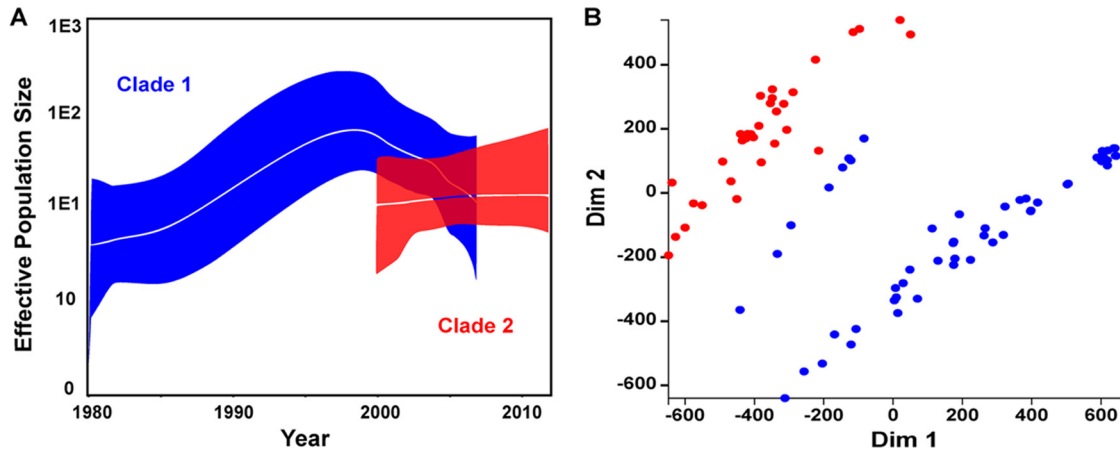 A
1E3
1E2
1E1
10
0
Effective Population Size
Clade 1
Clade 2
1980
1990
2000
2010
Year
B
400
200
0
-200
-400
-600
Dim 2
-600
-400
-200
0
200
400
600
Dim 1